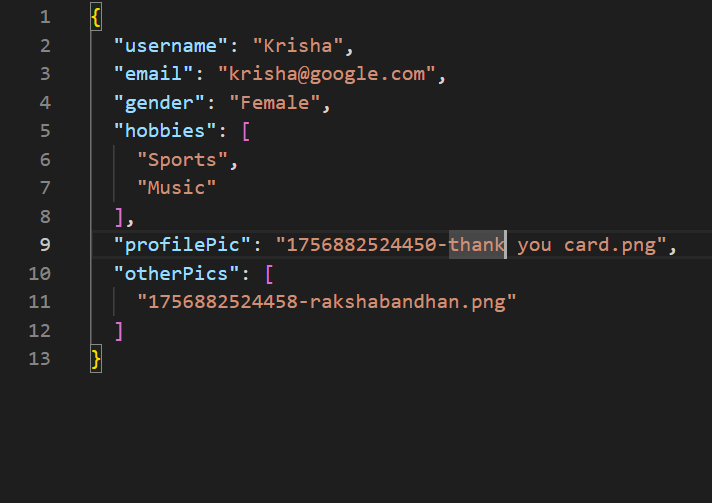 1 {
2 "username": "Krisha",
3 "email": "krisha@google.com",
4 "gender": "Female",
5 "hobbies": [
6 "Sports",
7 "Music"
8 ],
9 "profilePic": "1756882524450-thank you card.png",
10 "otherPics": [
11 "1756882524458-rakshabandhan.png"
12 ]
13 }